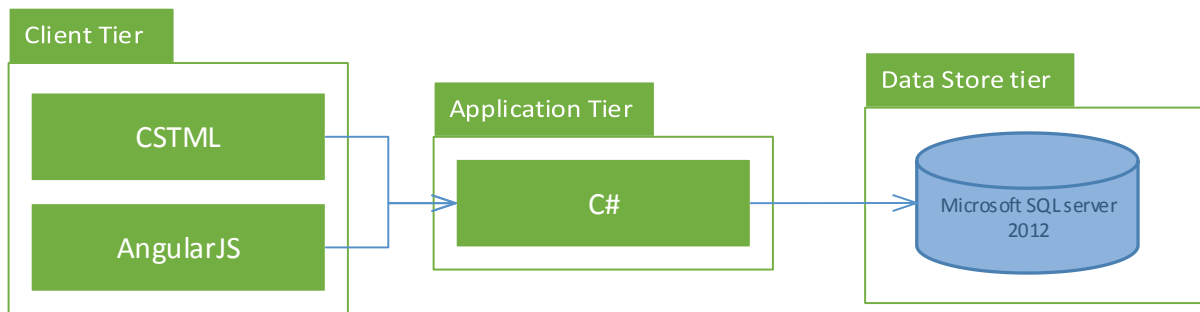 Client Tier
CSTML
AngularJS
Application Tier
C#
Data Store tier
Microsoft SQL server
2012